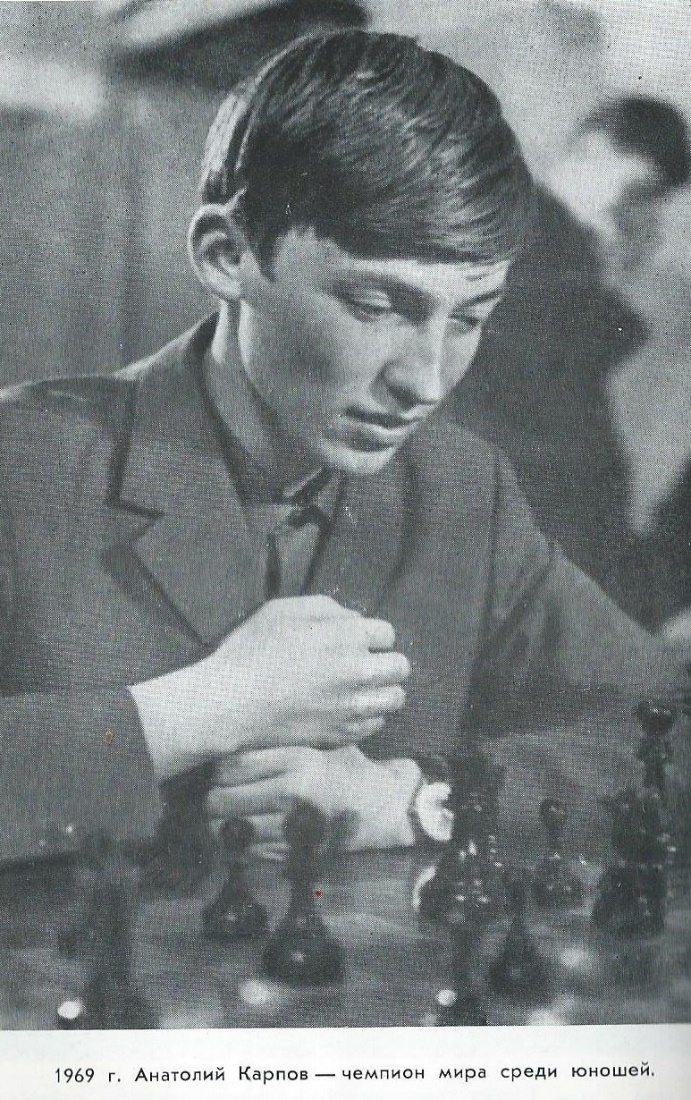 1969 г. Анатолий Карпов — чемпион мира среди юношей.